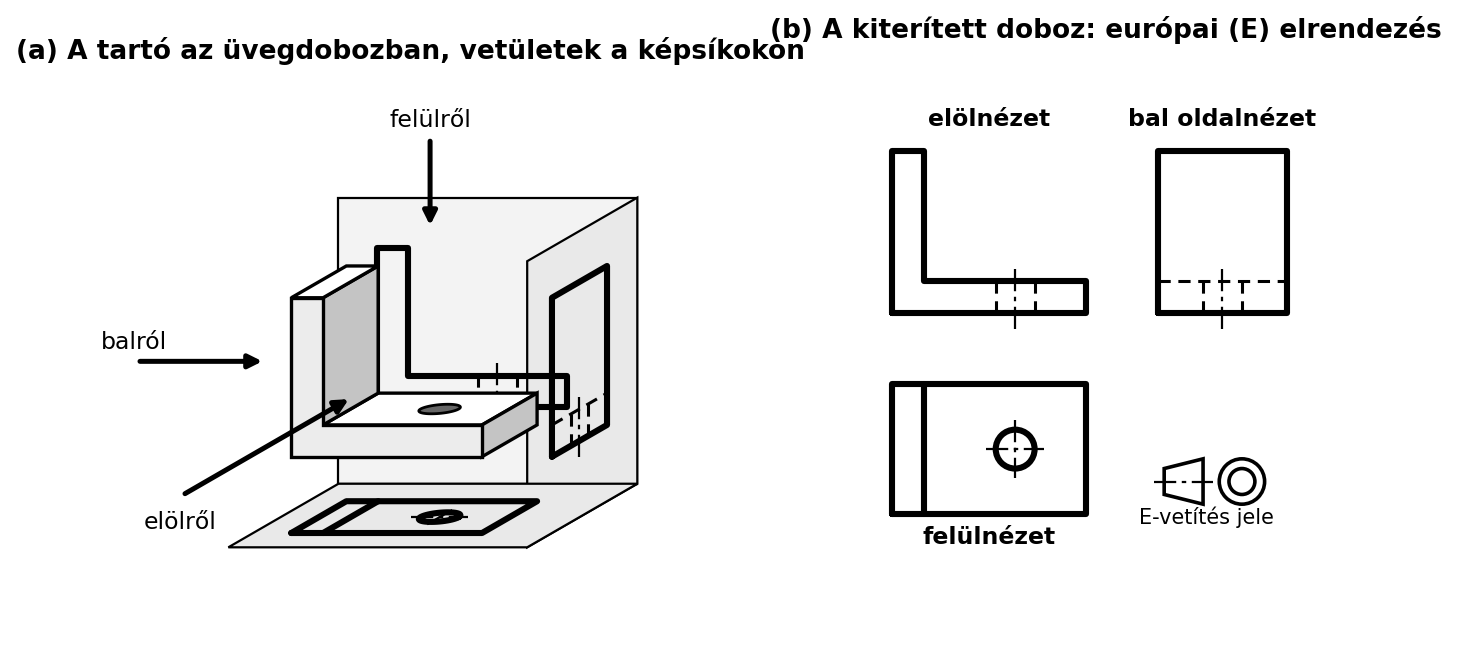 (a) A tartó az üvegdobozban, vetületek a képsíkokon
(b) A kiterített doboz: európai (E) elrendezés
felülről
balról
elölről
elölnézet
bal oldalnézet
felülnézet
E-vetítés jele